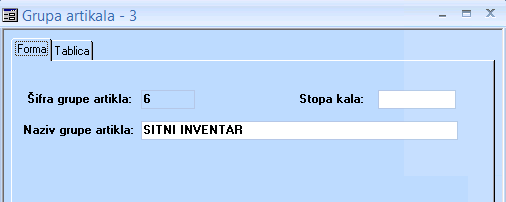 Grupa artikala - 3
Forma Tablica
Šifra grupe artikla: 6 Stopa kala:
Naziv grupe artikla: SITNI INVENTAR